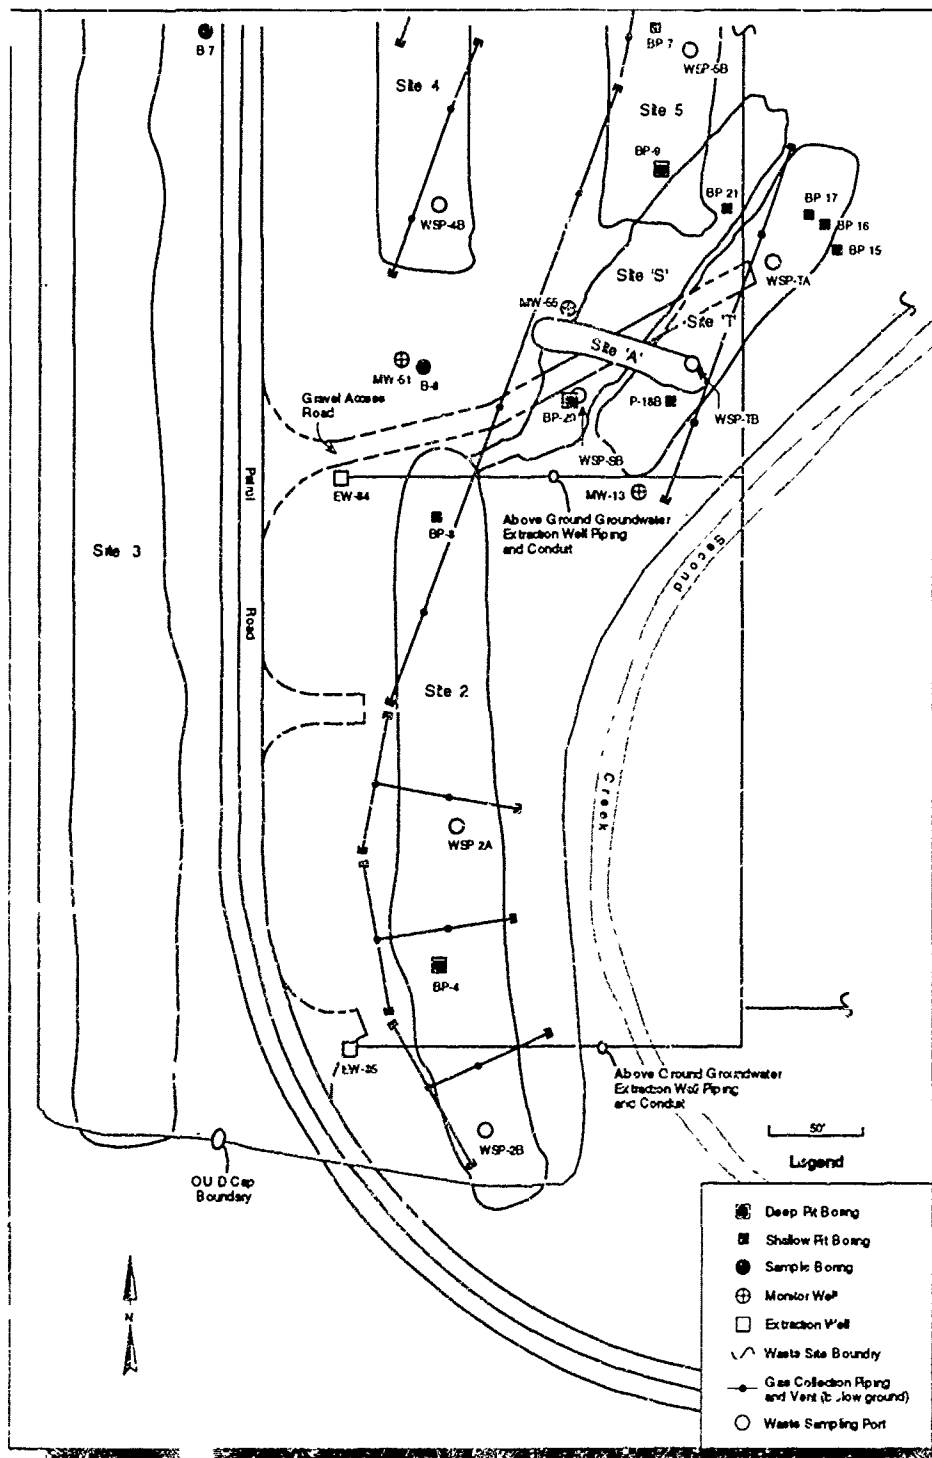 B 7
BP- 7
WSP-5B
Site 4
Site 5
BP-9
WSP-4B
BP 21
BP 17
BP 16
BP 15
Site 'S'
WSP-TA
MW-55
Site 'T'
Site 'A'
MW-51
B-8
Gravel Access
Road
BP-20
P-18B
WSP-TB
WSP-SB
EW-84
MW-13
Patrol
Road
BP-8
Above Ground Groundwater
Extraction Well Piping
and Conduit
Site 3
Second
Creek
Site 2
WSP 2A
BP-4
EW-85
Above Ground Groundwater
Extraction Well Piping
and Conduit
WSP-2B
50'
OU D Cap
Boundary
N
Legend
Deep Pit Boring
Shallow Pit Boring
Sample Boring
Monitor Well
Extraction Well
Waste Site Boundry
Gas Collection Piping
and Vent (below ground)
Waste Sampling Port